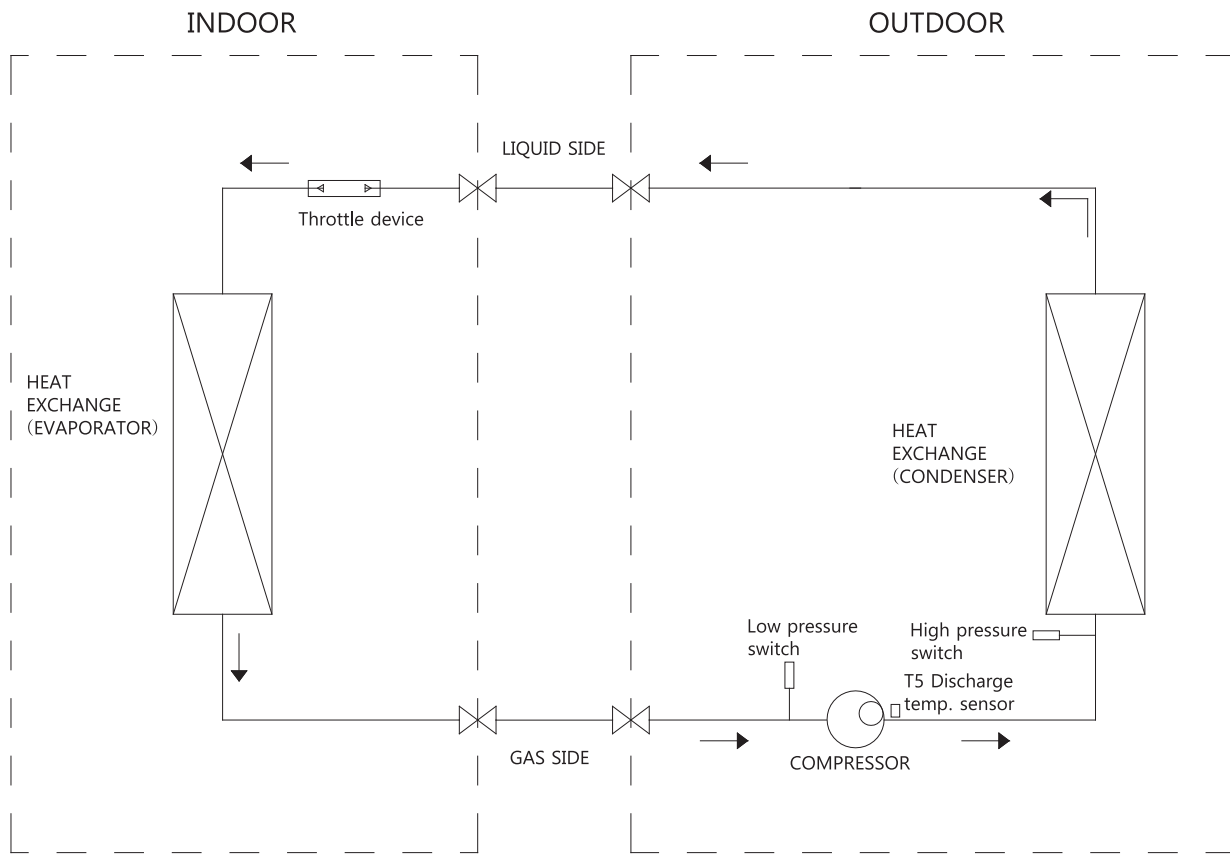 INDOOR
OUTDOOR
LIQUID SIDE
Throttle device
HEAT
EXCHANGE
(EVAPORATOR)
HEAT
EXCHANGE
(CONDENSER)
Low pressure
switch
High pressure
switch
T5 Discharge
temp. sensor
GAS SIDE
COMPRESSOR